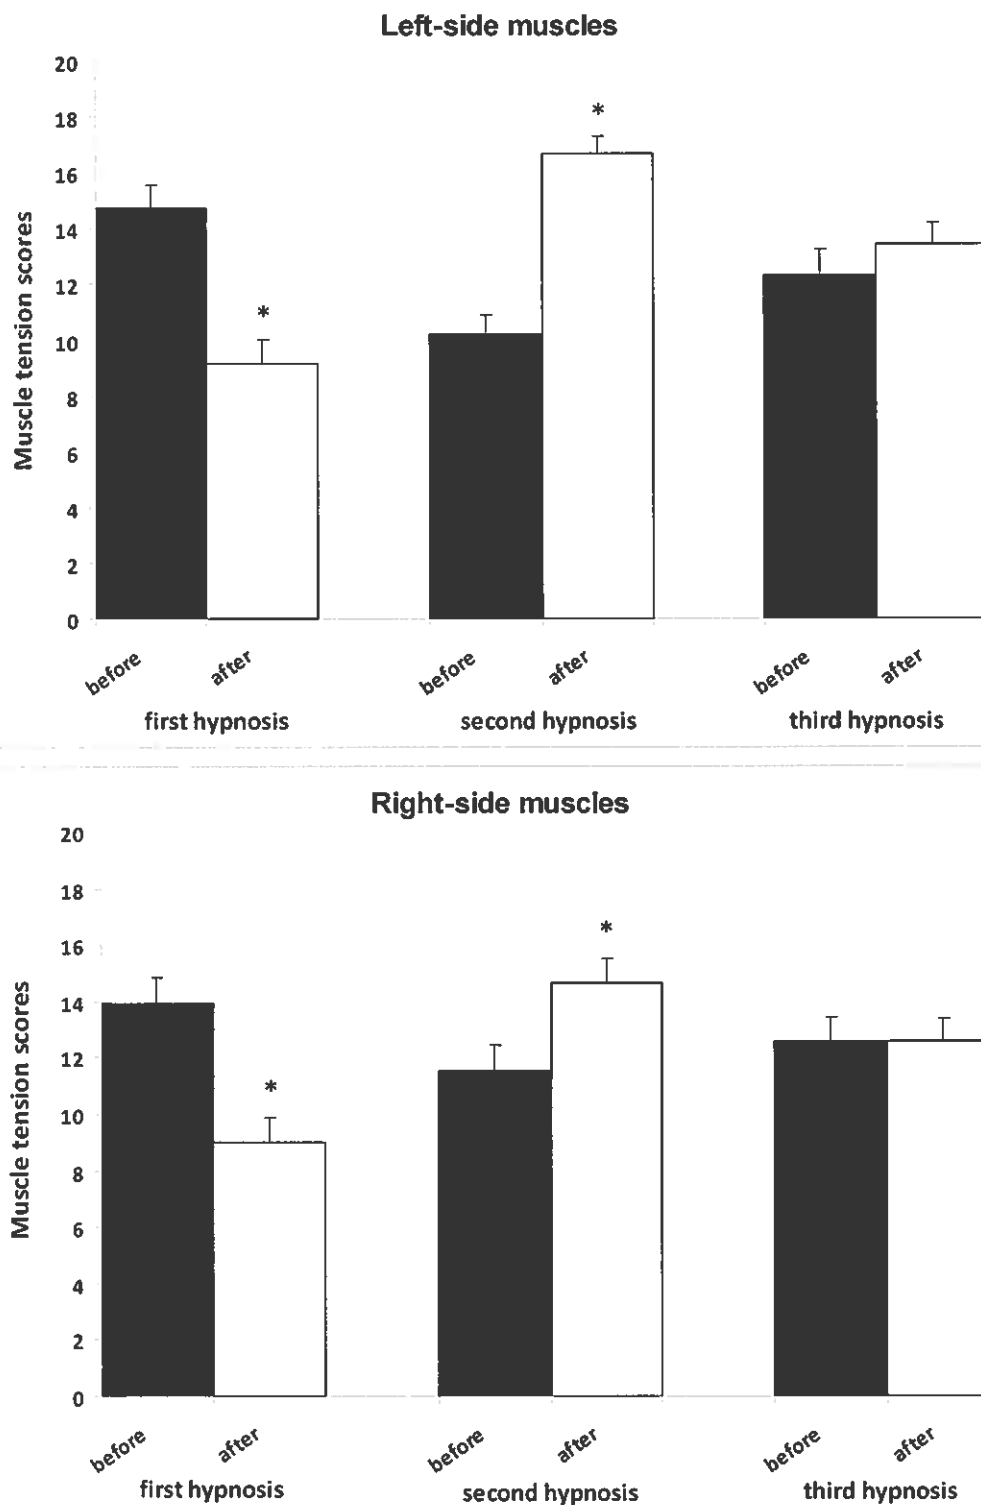 Left-side muscles
20
18
16
14
12
10
8
6
4
2
0
Muscle tension scores
*
*
before
after
before
after
before
after
first hypnosis
second hypnosis
third hypnosis
Right-side muscles
20
18
16
14
12
10
8
6
4
2
0
Muscle tension scores
*
*
before
after
before
after
before
after
first hypnosis
second hypnosis
third hypnosis